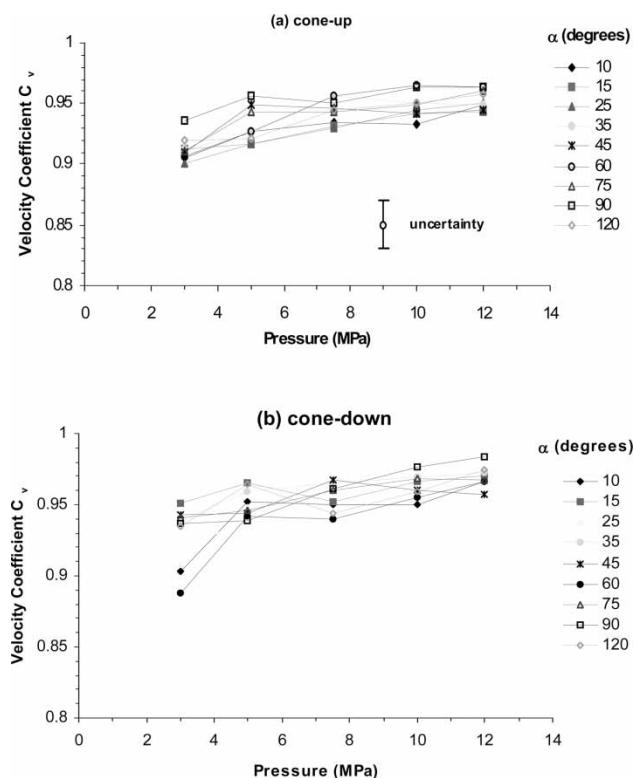 (a) cone-up
α (degrees)
Velocity Coefficient C v
1
0.95
0.9
0.85
0.8
10
15
25
35
45
60
75
90
120
uncertainty
0 2 4 6 8 10 12 14
Pressure (MPa)
(b) cone-down
α (degrees)
Velocity Coefficient C v
1
0.95
0.9
0.85
0.8
10
15
25
35
45
60
75
90
120
0 2 4 6 8 10 12 14
Pressure (MPa)